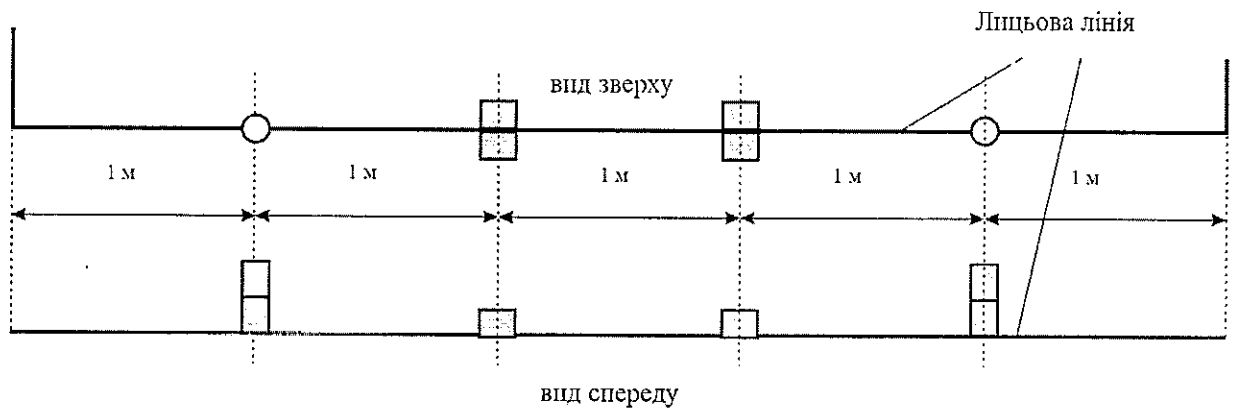 Лицьова лінія
вид зверху
1 м
1 м
1 м
1 м
1 м
вид спереду